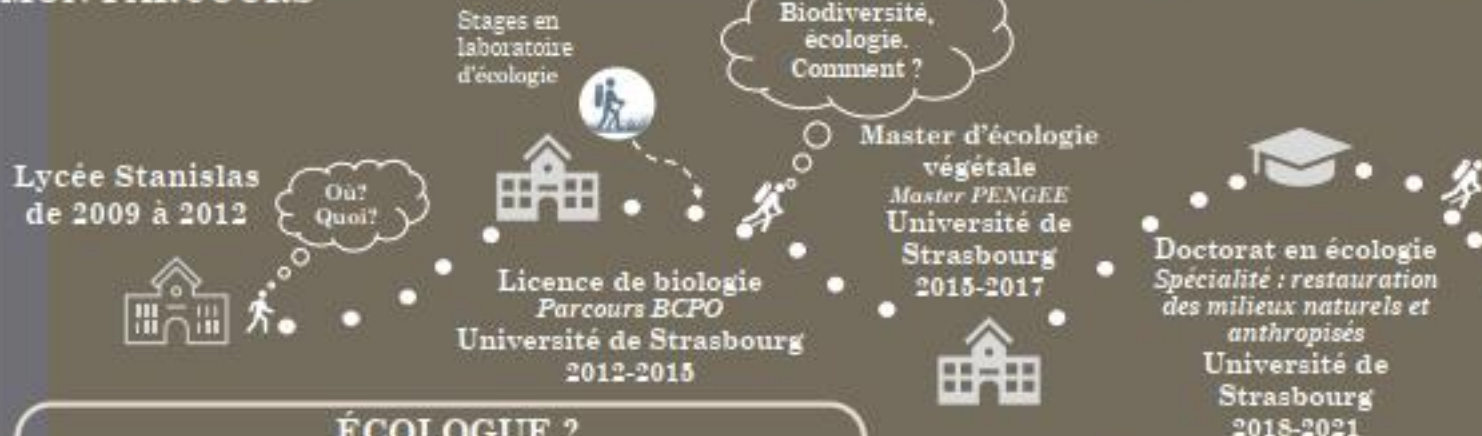 MON PARCOURS
Stages en
laboratoire
d'écologie
Biodiversité,
écologie.
Comment ?
Lycée Stanislas
de 2009 à 2012
Où?
Quoi?
Licence de biologie
Parcours BCPO
Université de Strasbourg
2012-2015
Master d'écologie
végétale
Master PENGEE
Université de
Strasbourg
2015-2017
Doctorat en écologie
Spécialité : restauration
des milieux naturels et
anthropisés
Université de
Strasbourg
2018-2021
ÉCOLOGUE ?